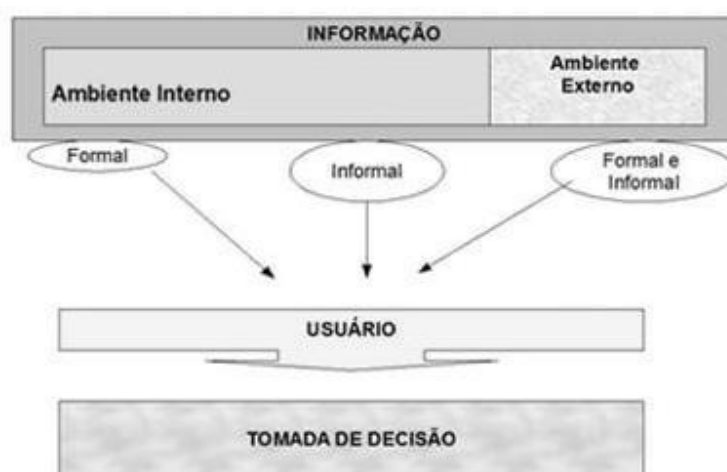 INFORMAÇÃO
Ambiente Interno
Ambiente
Externo
Formal
Informal
Formal e
Informal
USUÁRIO
TOMADA DE DECISÃO